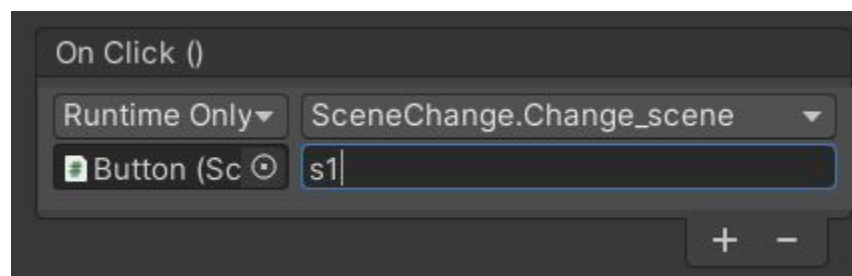 On Click ()
Runtime Only SceneChange.Change_scene
Button (Sc s1
+ -